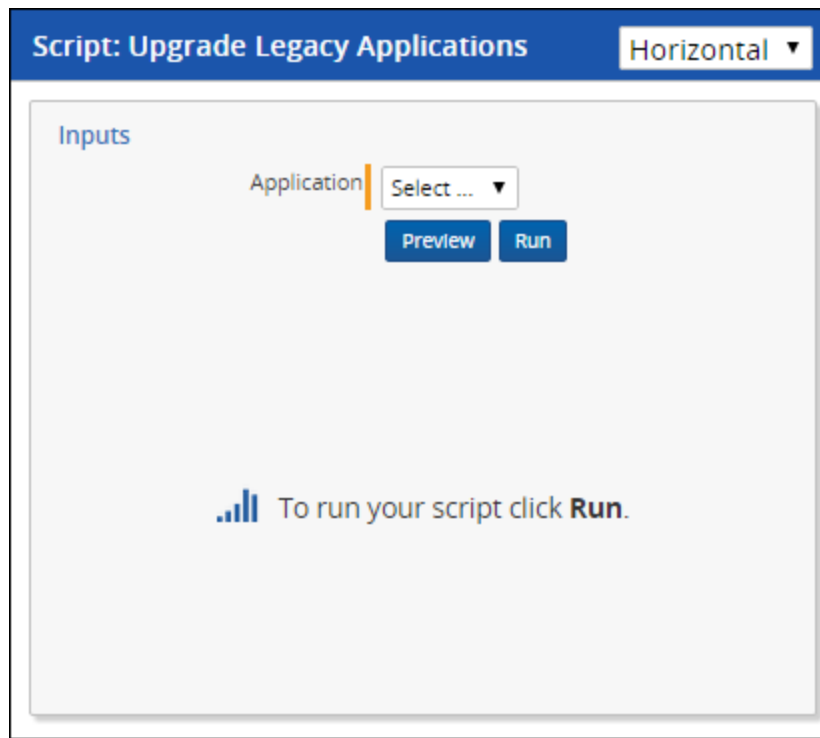 Script: Upgrade Legacy Applications Horizontal
Inputs
Application Select ...
Preview Run
To run your script click Run.